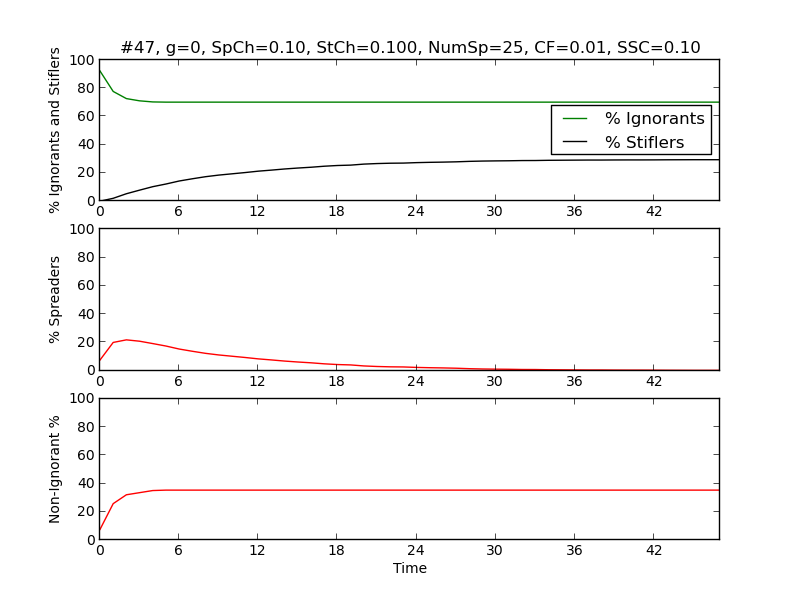 #47, g=0, SpCh=0.10, StCh=0.100, NumSp=25, CF=0.01, SSC=0.10
% Ignorants and Stiflers
100
80
60
40
20
0
% Ignorants
% Stiflers
0 6 12 18 24 30 36 42
% Spreaders
100
80
60
40
20
0
0 6 12 18 24 30 36 42
Non-Ignorant %
100
80
60
40
20
0
0 6 12 18 24 30 36 42
Time